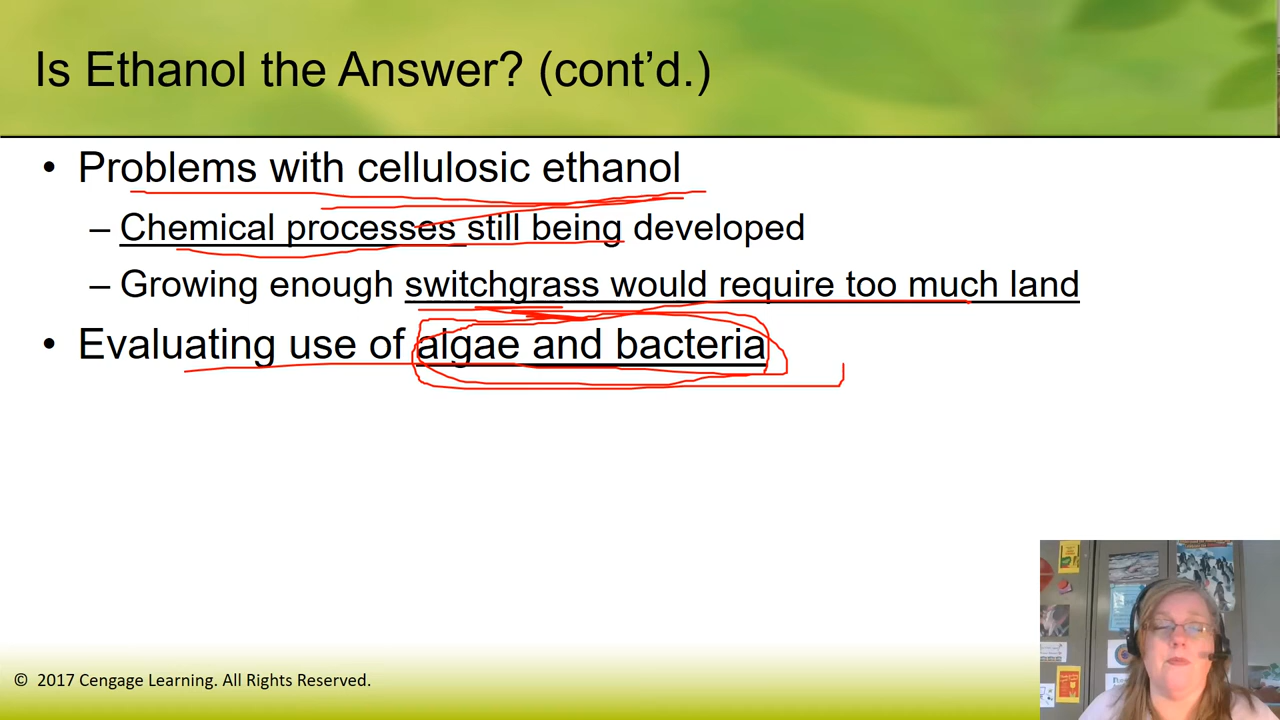 Is Ethanol the Answer? (cont’d.)
• Problems with cellulosic ethanol
– Chemical processes still being developed
– Growing enough switchgrass would require too much land
• Evaluating use of algae and bacteria
© 2017 Cengage Learning. All Rights Reserved.